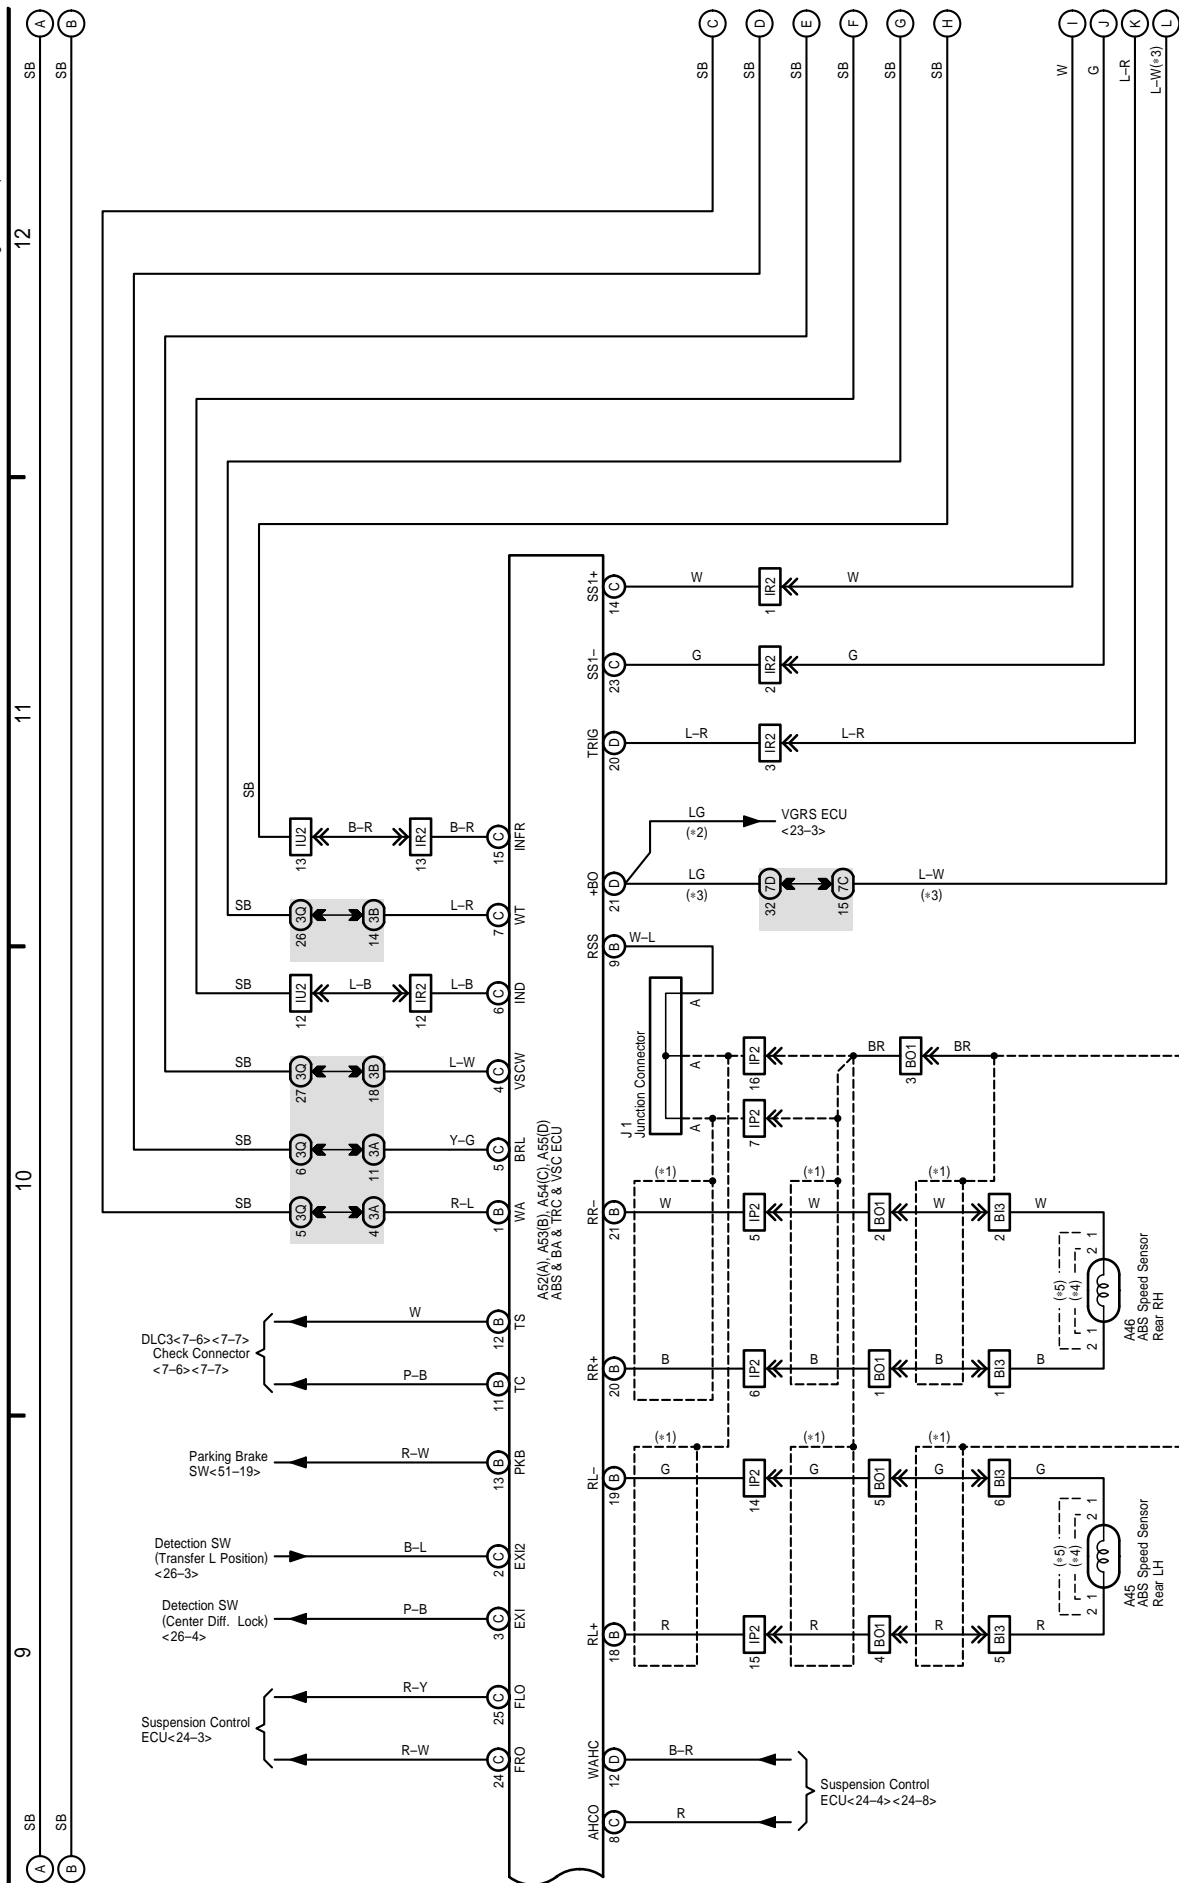 A B C D E F G H I J K L
SB SB SB SB SB SB SB SB W G L–R L–W(*3)
12
11
SS1+
14 C W 1 IR2 W
SS1–
23 C G 2 IR2 G
TRIG
20 D L–R 3 IR2 L–R
SB
LG
(*2)
VGRS ECU
<23–3>
13 IU2 B–R 13 IR2 B–R 15 C INFR
+BO
21 D LG (*3) 32 7D 15 7C L–W (*3)
SB 26 3Q 14 3B L–R 7 C WT
RSS
9 B W–L
SB 12 IU2 L–B 12 IR2 L–B 6 C IND
A
J 1
Junction Connector
A 16 IP2 BR 3 BO1 BR
A 7 IP2
SB 27 3Q 18 3B L–W 4 C VSCW
SB 6 3Q 11 3A Y–G 5 C BRL
SB 5 3Q 4 3A R–L 1 B WA
A52(A), A53(B), A54(C), A55(D)
ABS & BA & TRC & VSC ECU
10
(*1) (*1) (*1)
RR–
21 B W 5 IP2 W 2 BO1 W 2 BI3 W
1
2
(*5)
(*4)
A46
ABS Speed Sensor
Rear RH
1
2
RR+
20 B B 6 IP2 B 1 BO1 B 1 BI3 B
DLC3<7–6><7–7>
Check Connector
<7–6><7–7>
W 12 B TS
P–B 11 B TC
Parking Brake
SW<51–19>
R–W 13 B PKB
(*1) (*1) (*1)
RL–
19 B G 14 IP2 G 5 BO1 G 6 BI3 G
1
2
(*5)
(*4)
A45
ABS Speed Sensor
Rear LH
1
2
RL+
18 B R 15 IP2 R 4 BO1 R 5 BI3 R
Detection SW
(Transfer L Position)
<26–3>
B–L 2 C EXI2
Detection SW
(Center Diff. Lock)
<26–4>
P–B 3 C EXI
9
Suspension Control
ECU<24–3>
R–Y 25 C FLO
R–W 24 C FRO
WAHC
12 D B–R
AHCO
8 C R
Suspension Control
ECU<24–4><24–8>
SB SB
A B